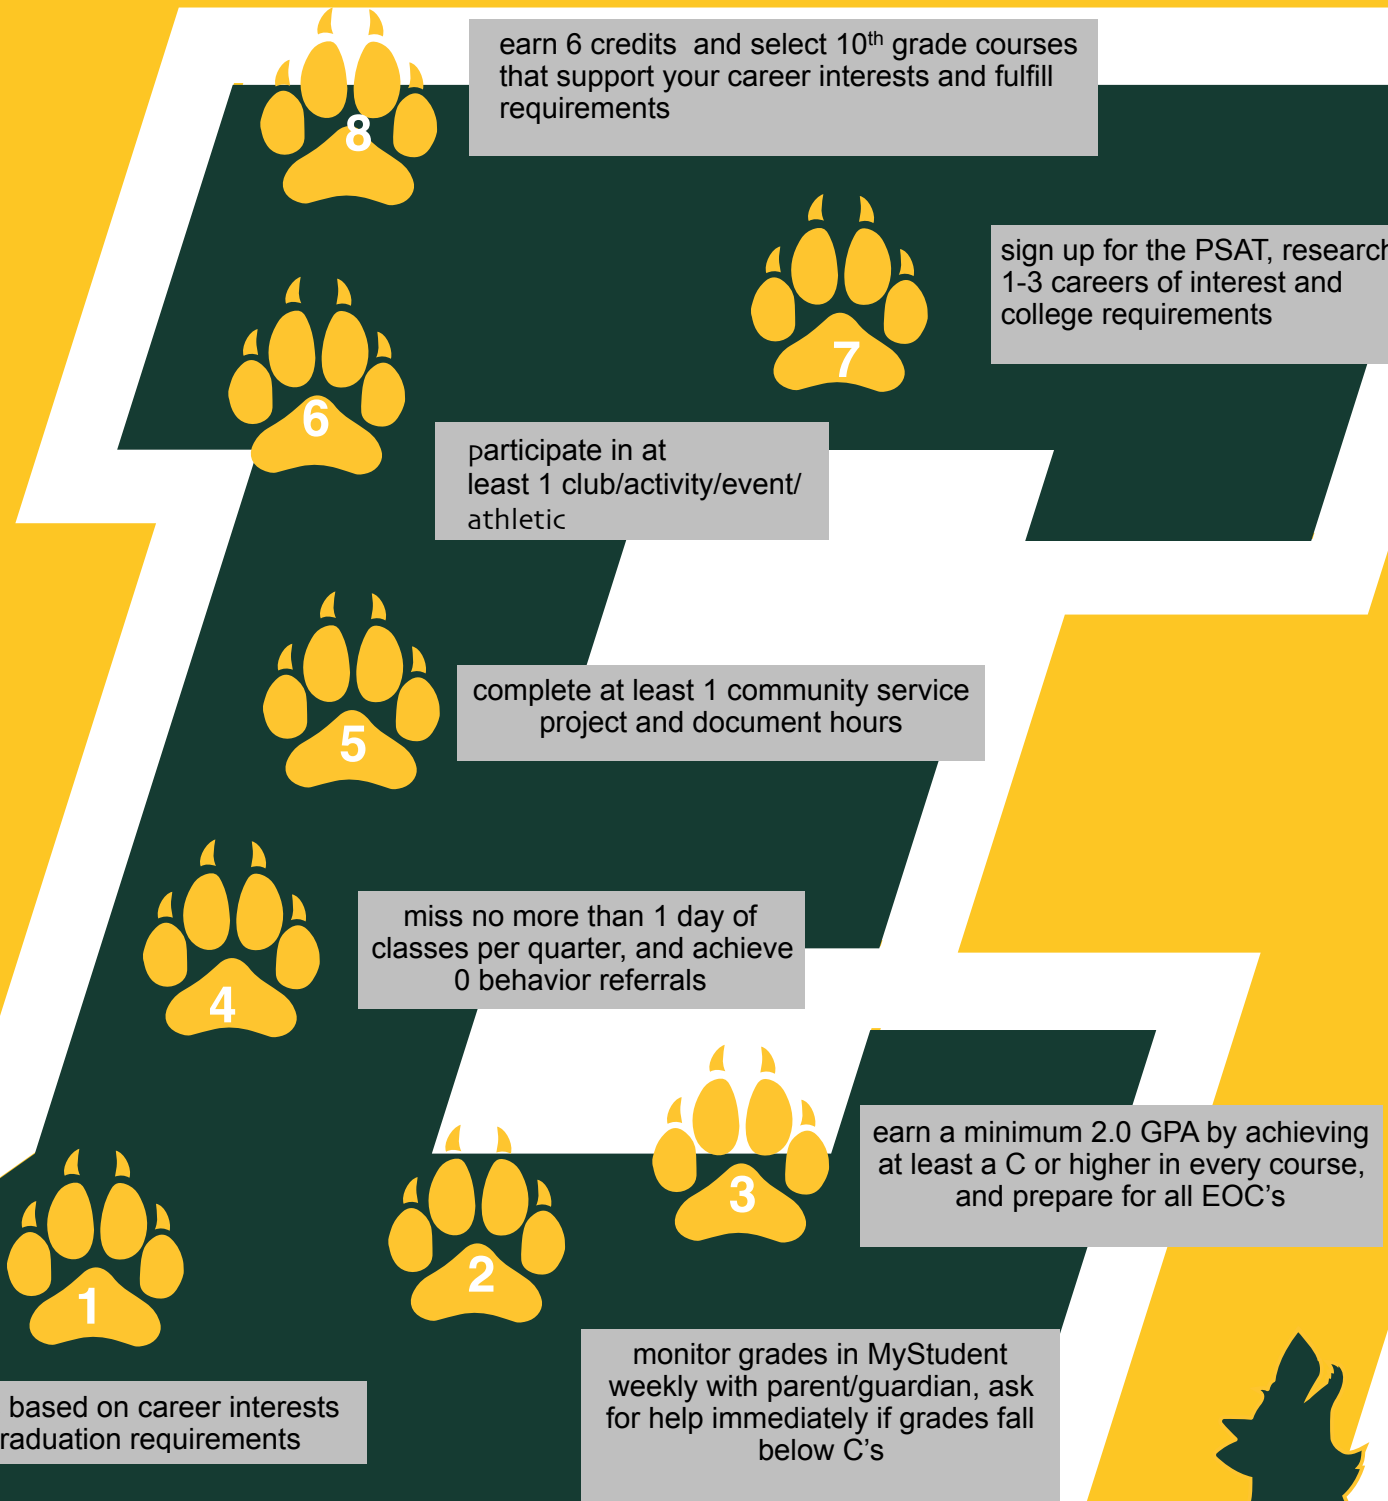 earn 6 credits and select 10th grade courses
that support your career interests and fulfill
requirements
8
sign up for the PSAT, research
1-3 careers of interest and
college requirements
7
6
participate in at
least 1 club/activity/event/
athletic
complete at least 1 community service
project and document hours
5
miss no more than 1 day of
classes per quarter, and achieve
0 behavior referrals
4
earn a minimum 2.0 GPA by achieving
at least a C or higher in every course,
and prepare for all EOC's
3
2
1
monitor grades in MyStudent
weekly with parent/guardian, ask
for help immediately if grades fall
below C's
based on career interests
raduation requirements